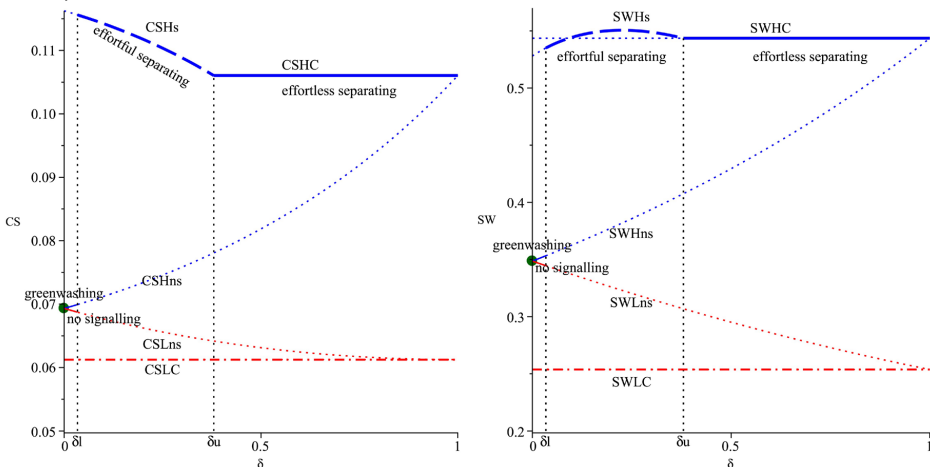 CSHs
effortful separating
0.11
CSHC
effortless separating
0.10
0.09
CS
0.08
CSHns
greenwashing
0.07
no signalling
CSLns
CSLC
0.06
0.05
0
δl
δu
0.5
1
δ
SWHs
SWHC
effortful separating
effortless separating
0.5
0.4
SW
SWHns
greenwashing
no signalling
SWLns
0.3
SWLC
0.2
0
δl
δu
0.5
1
δ